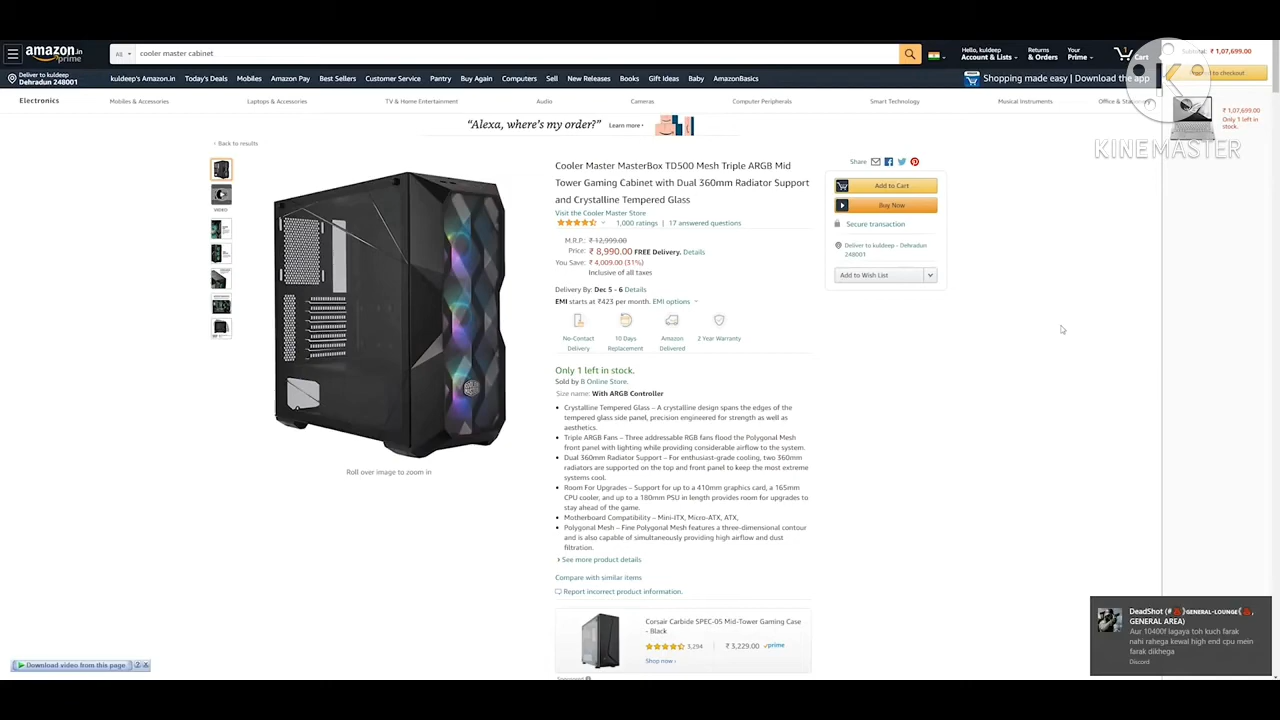 amazon.in
prime
All
cooler master cabinet
Hello, kuldeep
Account & Lists
Returns
& Orders
Your
Prime
1
Cart
Subtotal: ₹ 1,07,699.00
Deliver to kuldeep
Dehradun 248001
kuldeep's Amazon.in
Today's Deals
Mobiles
Amazon Pay
Best Sellers
Customer Service
Pantry
Buy Again
Computers
Sell
New Releases
Books
Gift Ideas
Baby
AmazonBasics
Shopping made easy | Download the app
to checkout
Electronics
Mobiles & Accessories
Laptops & Accessories
TV & Home Entertainment
Audio
Cameras
Computer Peripherals
Smart Technology
Musical Instruments
Office & Stationery
₹ 1,07,699.00
Only 1 left in
stock.
KINEMASTER
“Alexa, where's my order?”
Learn more ›
‹ Back to results
VIDEO
Roll over image to zoom in
Cooler Master MasterBox TD500 Mesh Triple ARGB Mid
Tower Gaming Cabinet with Dual 360mm Radiator Support
and Crystalline Tempered Glass
Visit the Cooler Master Store
1,000 ratings | 17 answered questions
M.R.P.: ₹ 12,999.00
Price: ₹ 8,990.00 FREE Delivery. Details
You Save: ₹ 4,009.00 (31%)
Inclusive of all taxes
Delivery By: Dec 5 - 6 Details
EMI starts at ₹423 per month. EMI options
No-Contact
Delivery
10 Days
Replacement
Amazon
Delivered
2 Year Warranty
Only 1 left in stock.
Sold by B Online Store.
Size name: With ARGB Controller
• Crystalline Tempered Glass – A crystalline design spans the edges of the
tempered glass side panel, precision engineered for strength as well as
aesthetics.
• Triple ARGB Fans – Three addressable RGB fans flood the Polygonal Mesh
front panel with lighting while providing considerable airflow to the system.
• Dual 360mm Radiator Support – For enthusiast-grade cooling, two 360mm
radiators are supported on the top and front panel to keep the most extreme
systems cool.
• Room For Upgrades – Support for up to a 410mm graphics card, a 165mm
CPU cooler, and up to a 180mm PSU in length provides room for upgrades to
stay ahead of the game.
• Motherboard Compatibility – Mini-ITX, Micro-ATX, ATX,
• Polygonal Mesh – Fine Polygonal Mesh features a three-dimensional contour
and is also capable of simultaneously providing high airflow and dust
filtration.
› See more product details
Compare with similar items
Report incorrect product information.
Corsair Carbide SPEC-05 Mid-Tower Gaming Case
- Black
3,294 | ₹ 3,229.00 prime
Shop now ›
Sponsored
Share
Add to Cart
Buy Now
Secure transaction
Deliver to kuldeep - Dehradun
248001
Add to Wish List
Download video from this page ? X
DeadShot (#GENERAL-LOUNGE,
GENERAL AREA)
Aur 10400f lagaya toh kuch farak
nahi rahega kewal high end cpu mein
farak dikhega
Discord